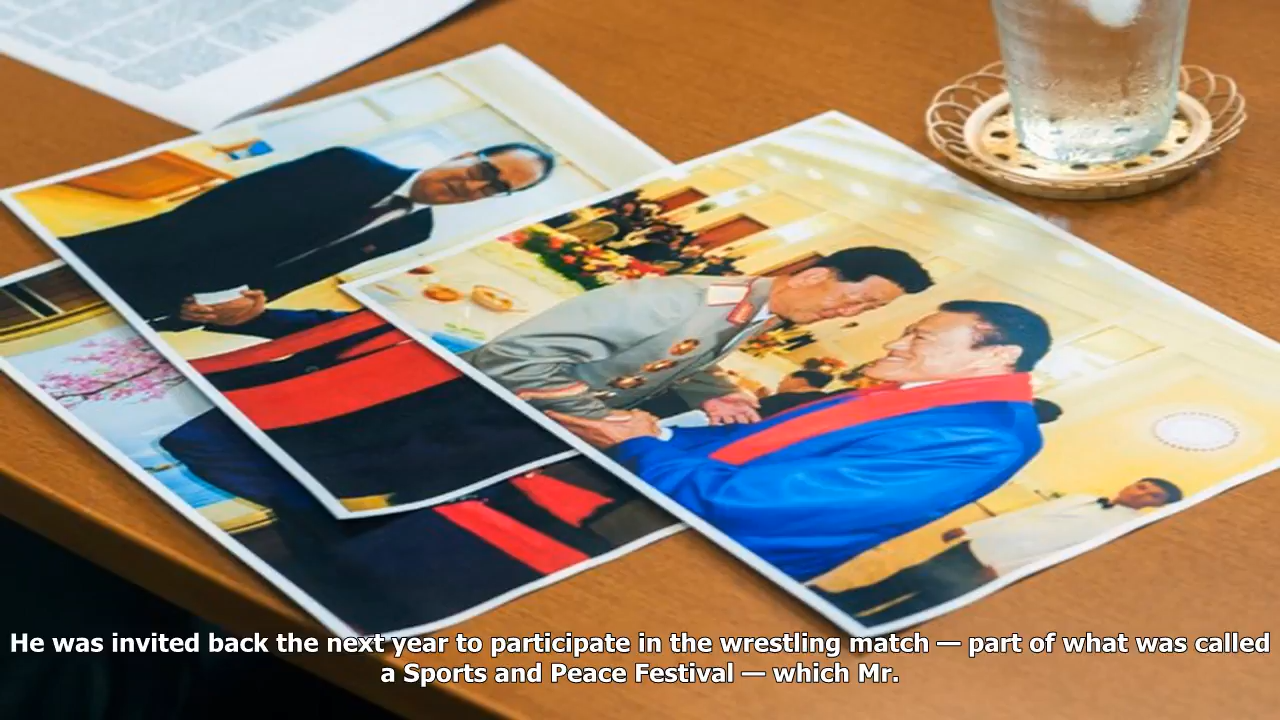 He was invited back the next year to participate in the wrestling match — part of what was called
a Sports and Peace Festival — which Mr.